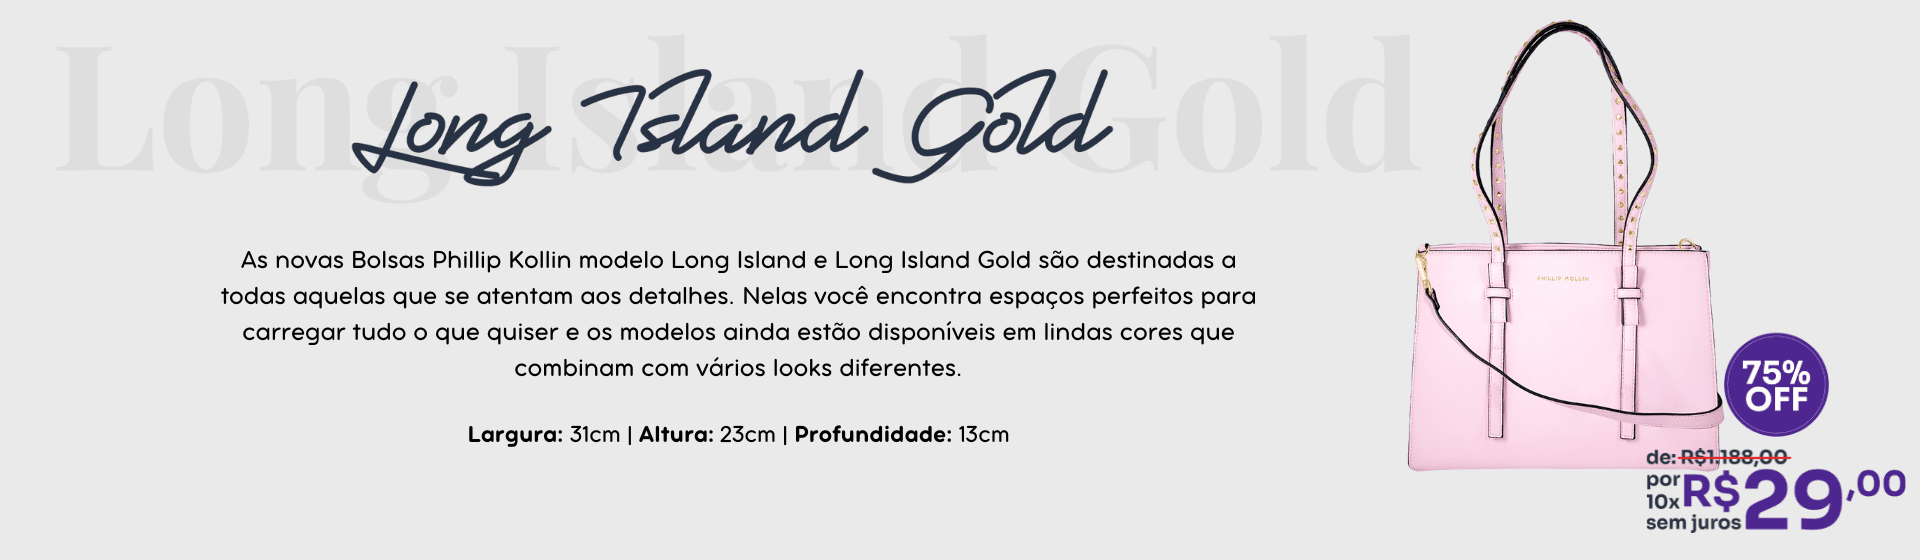 Long Island Gold
Long Island Gold
As novas Bolsas Phillip Kollin modelo Long Island e Long Island Gold são destinadas a
todas aquelas que se atentam aos detalhes. Nelas você encontra espaços perfeitos para
carregar tudo o que quiser e os modelos ainda estão disponíveis em lindas cores que
combinam com vários looks diferentes.
Largura: 31cm | Altura: 23cm | Profundidade: 13cm
PHILLIP KOLLIN
75%
OFF
de: R$1.188,00
por
10x R$29,00
sem juros